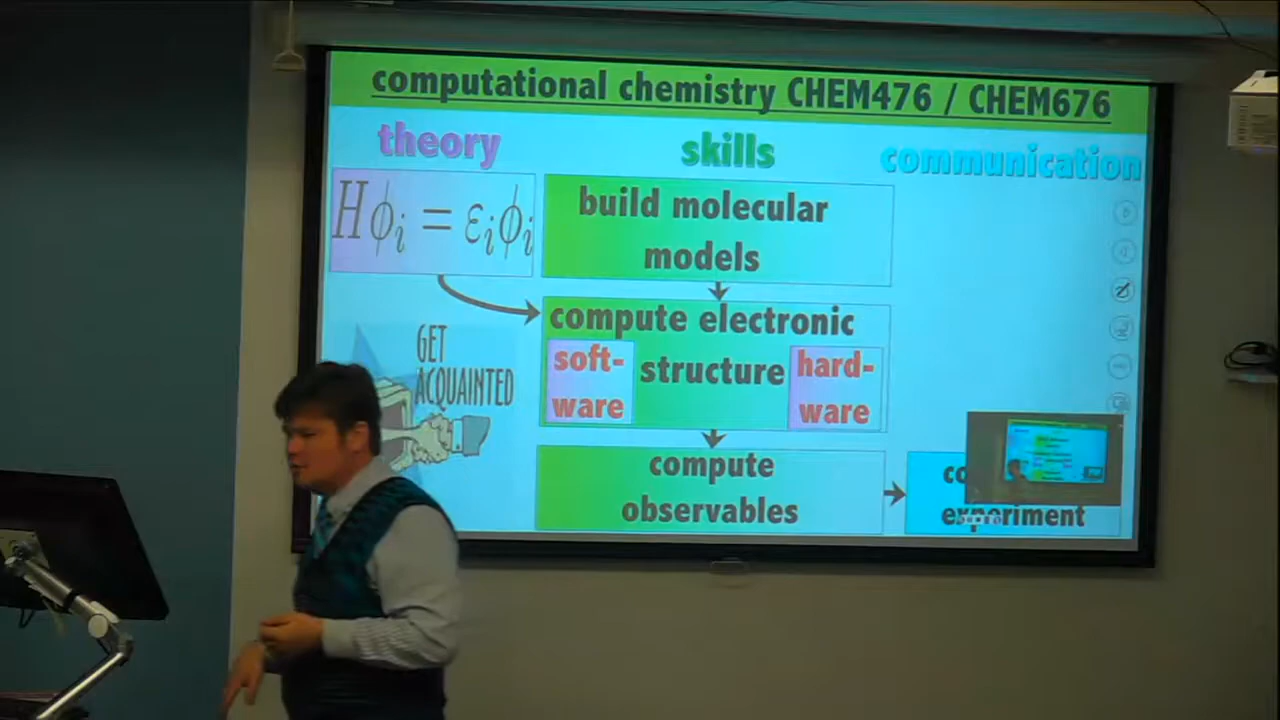 computational chemistry CHEM476 / CHEM676
theory
skills
communication
Hϕᵢ = εᵢϕᵢ
build molecular
models
compute electronic
structure
soft-
ware
hard-
ware
GET
ACQUAINTED
compute
observables
experiment